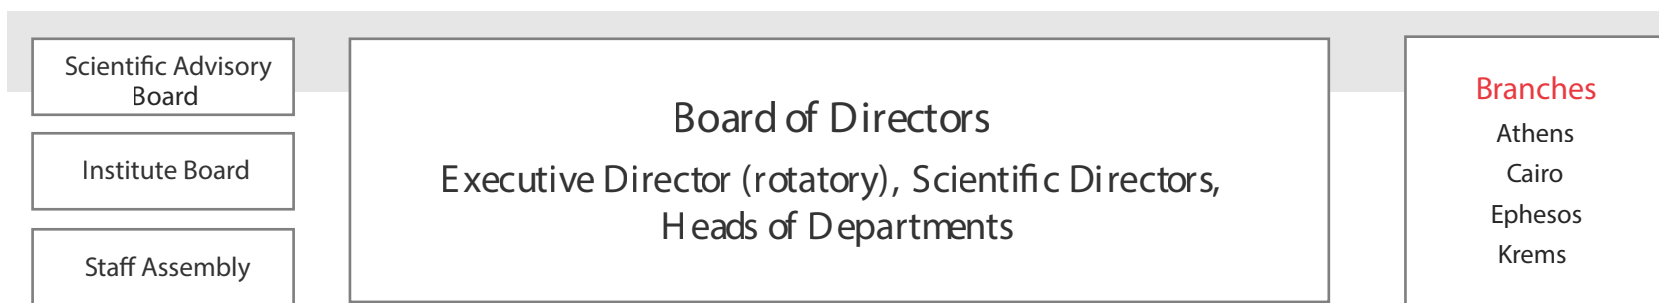 Scientific Advisory
Board
Institute Board
Staff Assembly
Board of Directors
Executive Director (rotatory), Scientific Directors,
Heads of Departments
Branches
Athens
Cairo
Ephesos
Krems